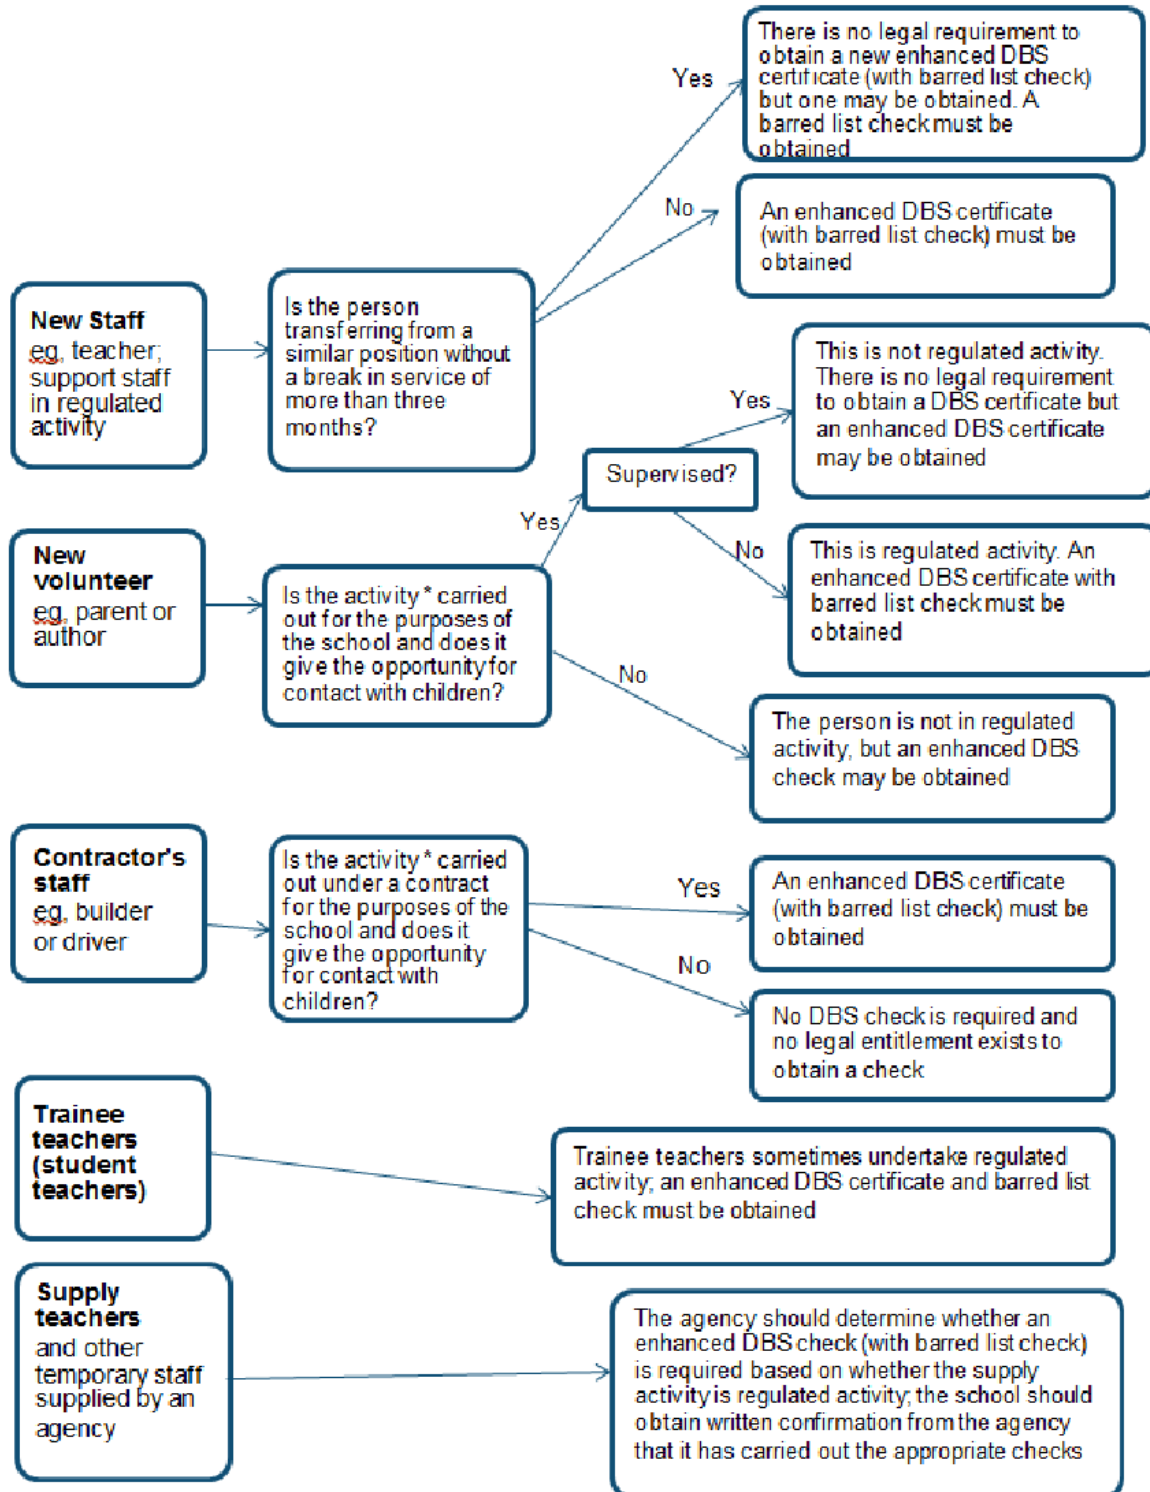 There is no legal requirement to
obtain a new enhanced DBS
certificate (with barred list check)
but one may be obtained. A
barred list check must be
obtained
Yes
No
An enhanced DBS certificate
(with barred list check) must be
obtained
New Staff
eg, teacher;
support staff
in regulated
activity
Is the person
transferring from a
similar position without
a break in service of
more than three
months?
This is not regulated activity.
There is no legal requirement
to obtain a DBS certificate but
an enhanced DBS certificate
may be obtained
Yes
Supervised?
Yes
No
New
volunteer
eg, parent or
author
Is the activity * carried
out for the purposes of
the school and does it
give the opportunity for
contact with children?
This is regulated activity. An
enhanced DBS certificate with
barred list check must be
obtained
No
The person is not in regulated
activity, but an enhanced DBS
check may be obtained
Contractor's
staff
eg, builder
or driver
Is the activity * carried
out under a contract
for the purposes of the
school and does it
give the opportunity
for contact with
children?
Yes
An enhanced DBS certificate
(with barred list check) must be
obtained
No
No DBS check is required and
no legal entitlement exists to
obtain a check
Trainee
teachers
(student
teachers)
Trainee teachers sometimes undertake regulated
activity; an enhanced DBS certificate and barred list
check must be obtained
Supply
teachers
and other
temporary staff
supplied by an
agency
The agency should determine whether an
enhanced DBS check (with barred list check)
is required based on whether the supply
activity is regulated activity; the school should
obtain written confirmation from the agency
that it has carried out the appropriate checks